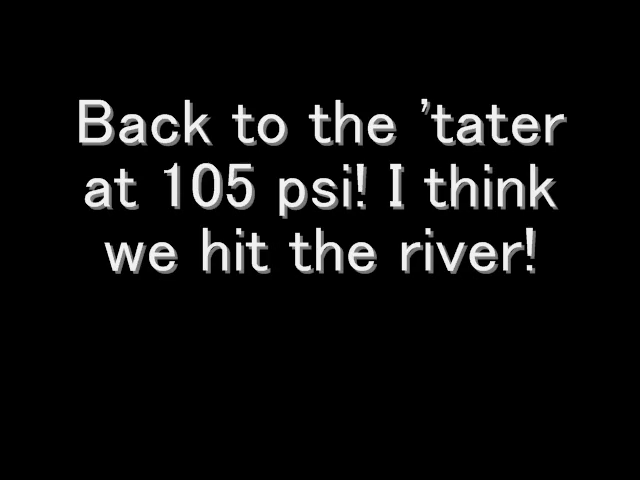 Back to the 'tater
at 105 psi! I think
we hit the river!